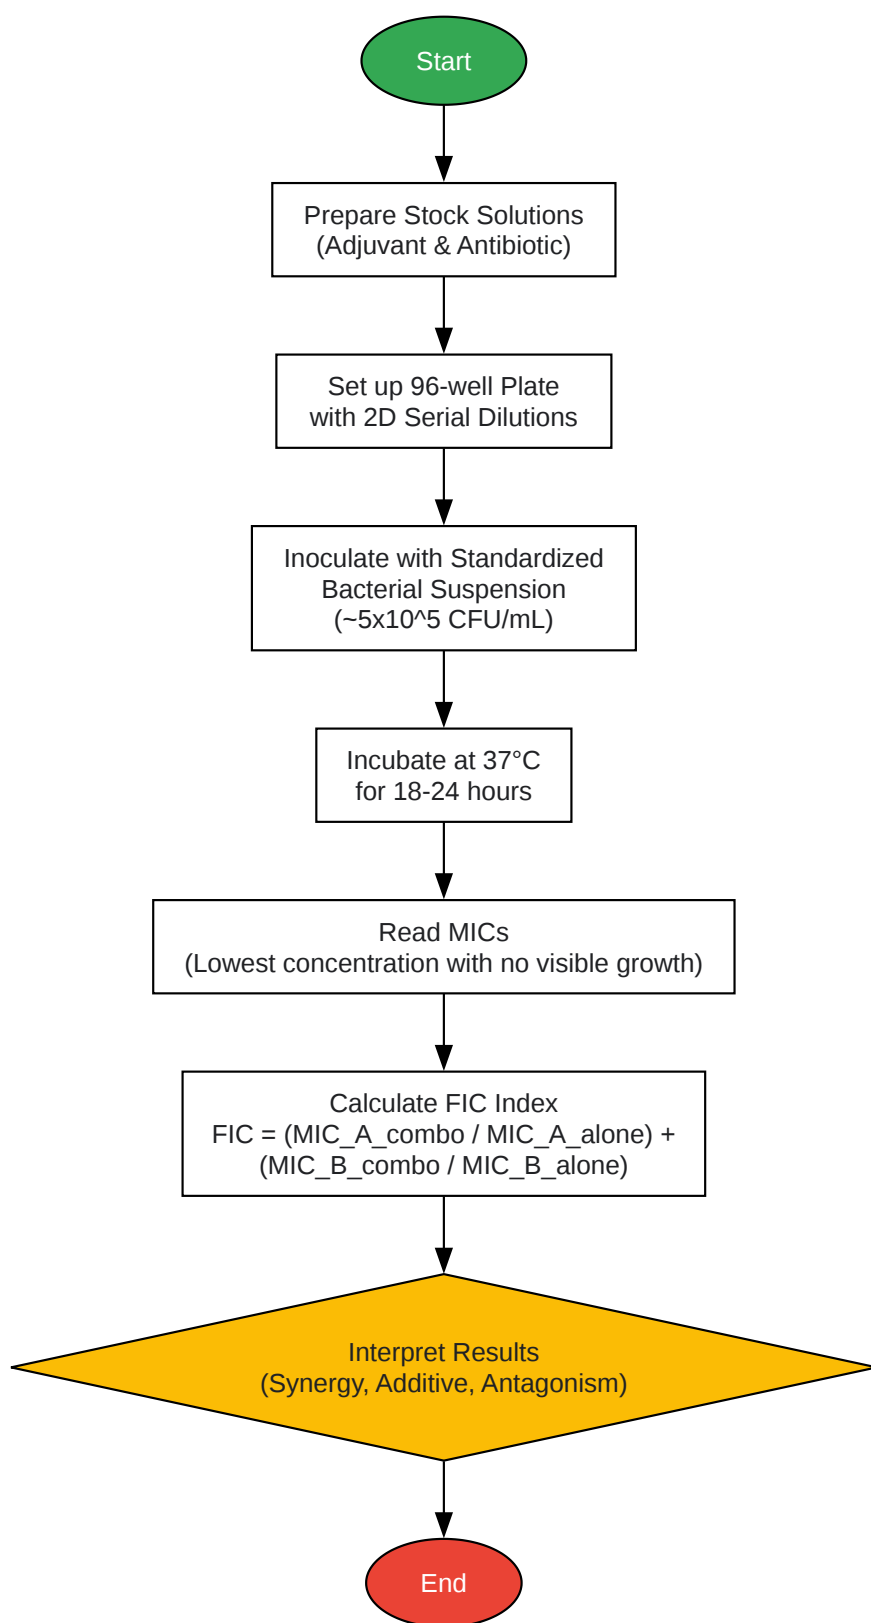 Start
Prepare Stock Solutions
(Adjuvant & Antibiotic)
Set up 96-well Plate
with 2D Serial Dilutions
Inoculate with Standardized
Bacterial Suspension
(~5x10^5 CFU/mL)
Incubate at 37°C
for 18-24 hours
Read MICs
(Lowest concentration with no visible growth)
Calculate FIC Index
FIC = (MIC_A_combo / MIC_A_alone) +
(MIC_B_combo / MIC_B_alone)
Interpret Results
(Synergy, Additive, Antagonism)
End